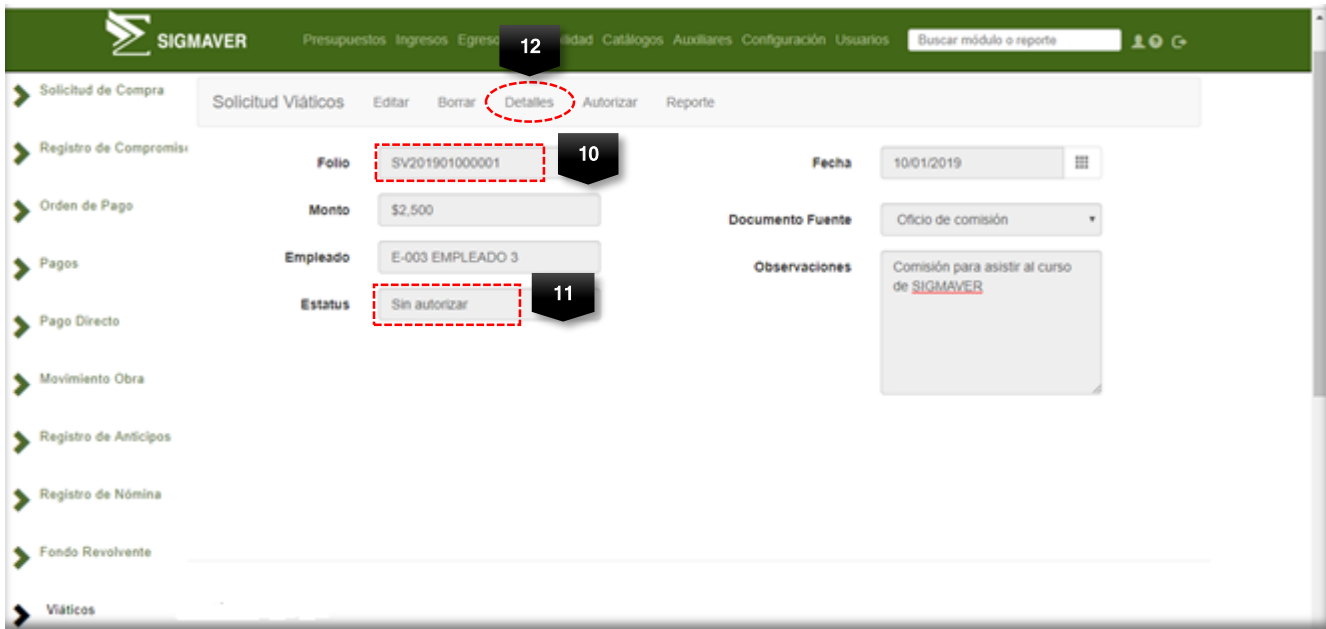 SIGMAVER
Presupuestos Ingresos Egreso 12 ilidad Catálogos Auxiliares Configuración Usuarios Buscar módulo o reporte
Solicitud de Compra
Solicitud Viáticos Editar Borrar Detalles Autorizar Reporte
Registro de Compromis
Folio SV201901000001 10 Fecha 10/01/2019
Orden de Pago
Monto $2,500 Documento Fuente Oficio de comisión
Pagos
Empleado E-003 EMPLEADO 3 Observaciones Comisión para asistir al curso
de SIGMAVER
Estatus Sin autorizar 11
Pago Directo
Movimiento Obra
Registro de Anticipos
Registro de Nómina
Fondo Revolvente
Viáticos